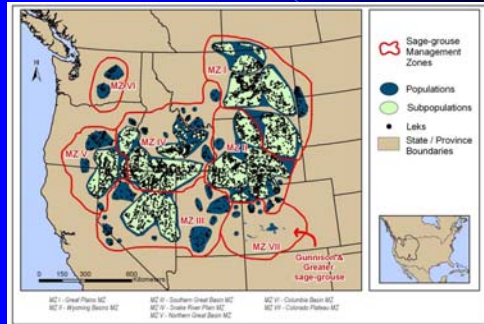 MZ I
MZ VI
MZ IV
MZ II
MZ V
MZ III
MZ VII
Gunnison &
Greater
sage-grouse
N
0 150 300 600
Kilometers
Sage-grouse
Management
Zones
Populations
Subpopulations
Leks
State / Province
Boundaries
MZ I - Great Plains MZ
MZ II - Wyoming Basins MZ
MZ III - Southern Great Basin MZ
MZ IV - Snake River Plain MZ
MZ V - Northern Great Basin MZ
MZ VI - Columbia Basin MZ
MZ VII - Colorado Plateau MZ